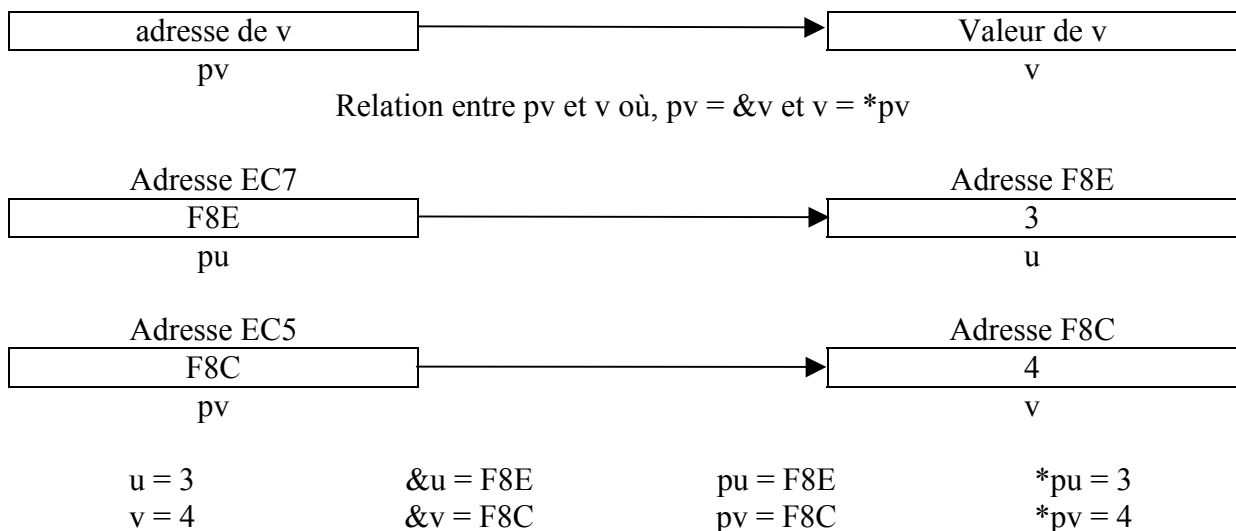 adresse de v Valeur de v
pv v
Relation entre pv et v où, pv = &v et v = *pv
Adresse EC7 Adresse F8E
F8E 3
pu u
Adresse EC5 Adresse F8C
F8C 4
pv v
u = 3 &u = F8E pu = F8E *pu = 3
v = 4 &v = F8C pv = F8C *pv = 4